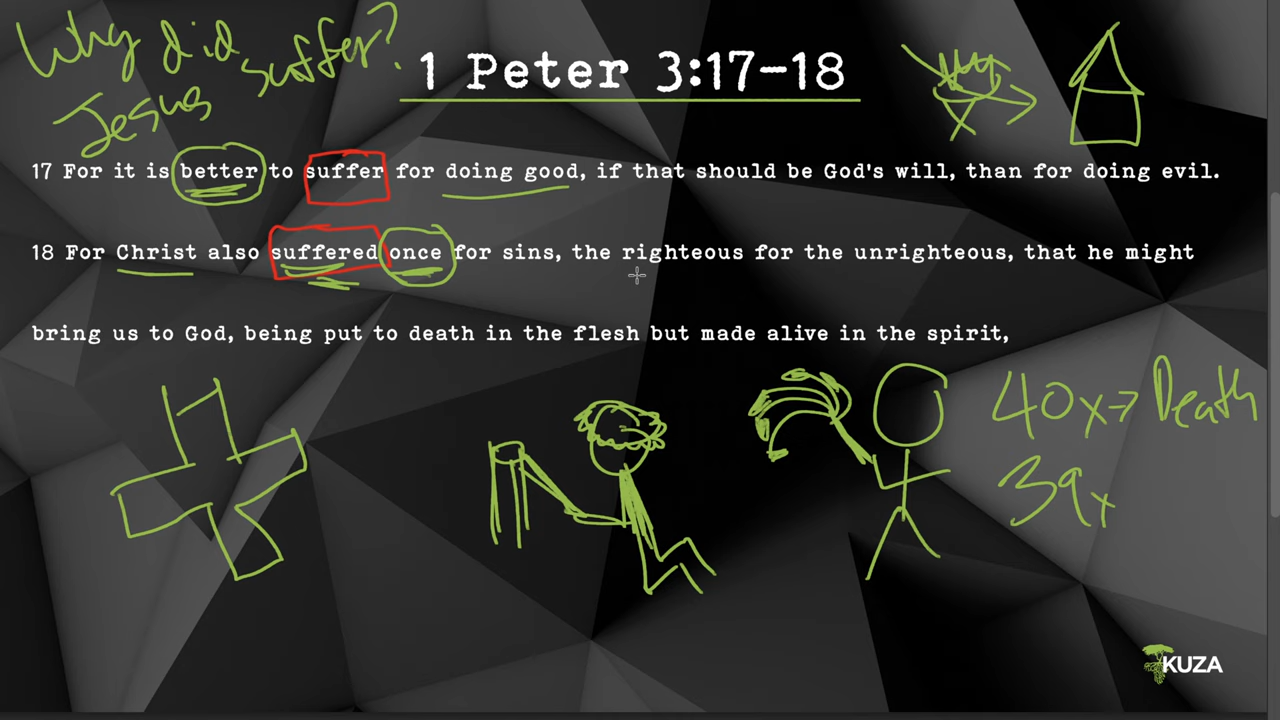 Why did
suffer?
Jesus
1 Peter 3:17-18
17 For it is better to suffer for doing good, if that should be God's will, than for doing evil.
18 For Christ also suffered once for sins, the righteous for the unrighteous, that he might
bring us to God, being put to death in the flesh but made alive in the spirit,
40x→ Death
39x
KUZA